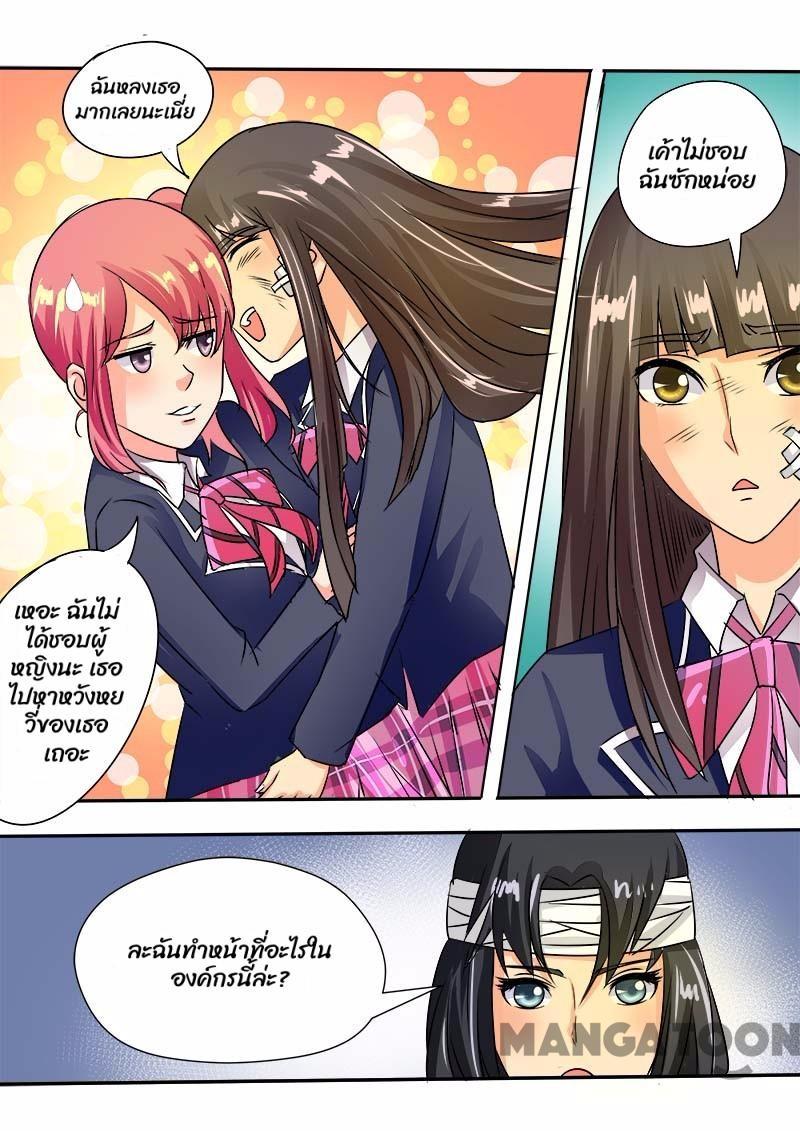 ฉันหลงเธอ
มากเลยนะเนี่ย
เค้าไม่ชอบ
ฉันซักหน่อย
เหอะ ฉันไม่
ได้ชอบผู้
หญิงนะ เธอ
ไปหาหวังหย
วี่ของเธอ
เถอะ
ละฉันทำหน้าที่อะไรใน
องค์กรนี้ล่ะ?
MANGATOON